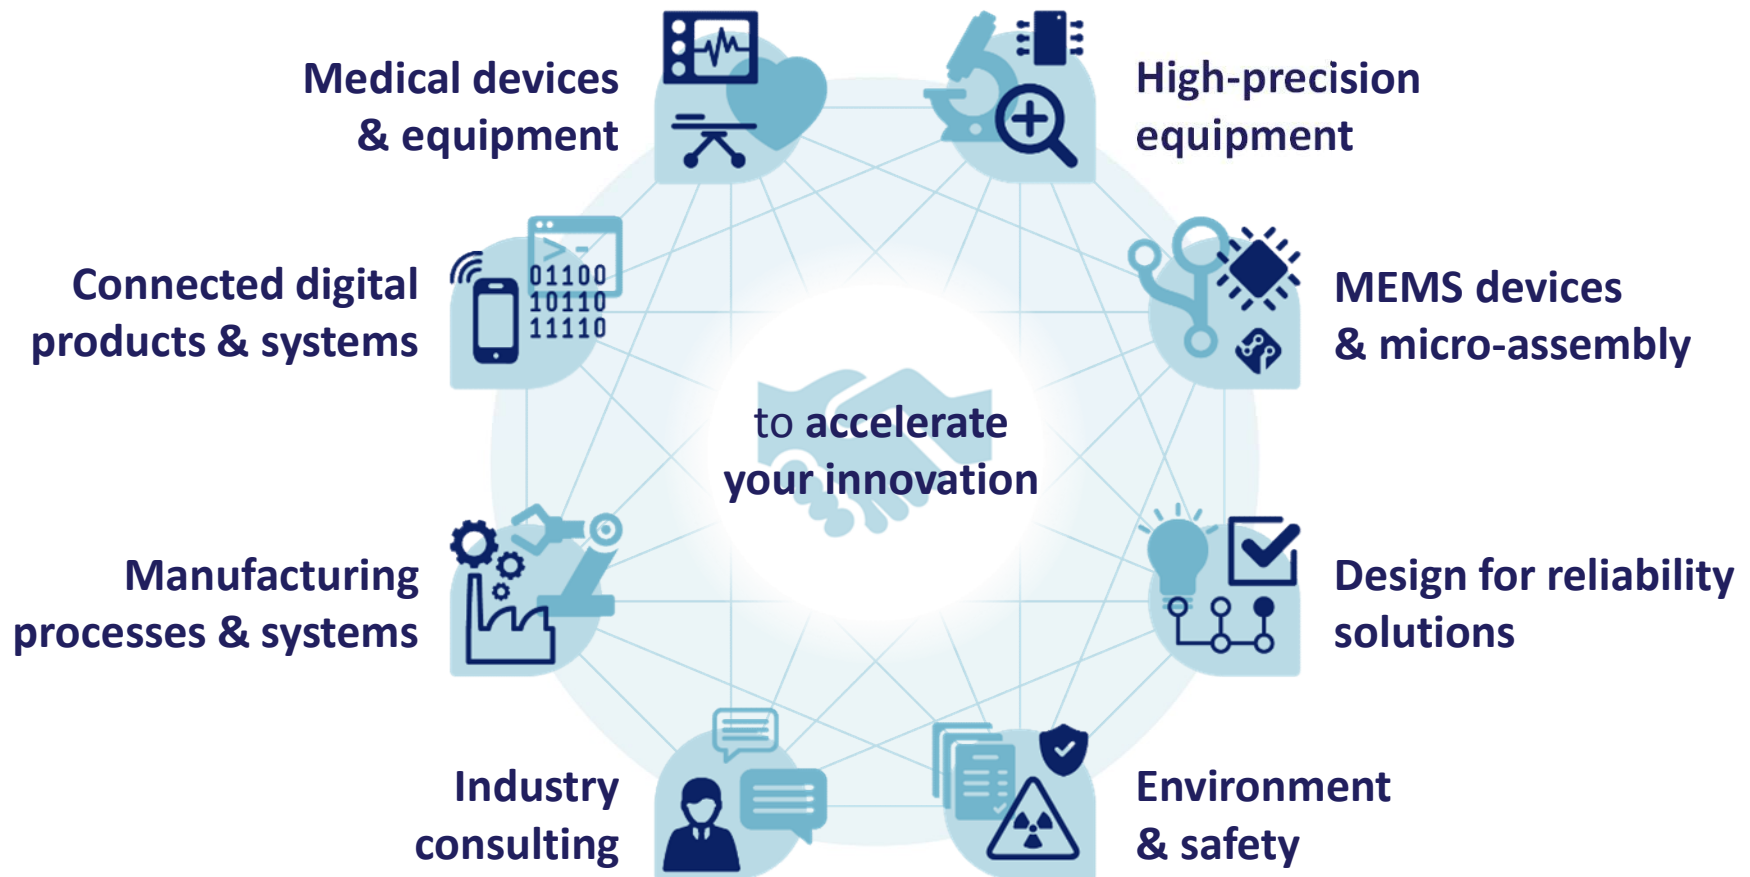 Medical devices
& equipment
High-precision
equipment
Connected digital
products & systems
>-
01100
10110
11110
MEMS devices
& micro-assembly
to accelerate
your innovation
Manufacturing
processes & systems
Design for reliability
solutions
Industry
consulting
Environment
& safety